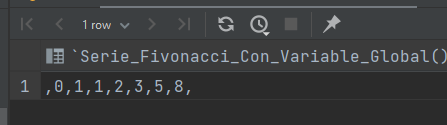 1 row
`Serie_Fivonacci_Con_Variable_Global()
1 ,0,1,1,2,3,5,8,